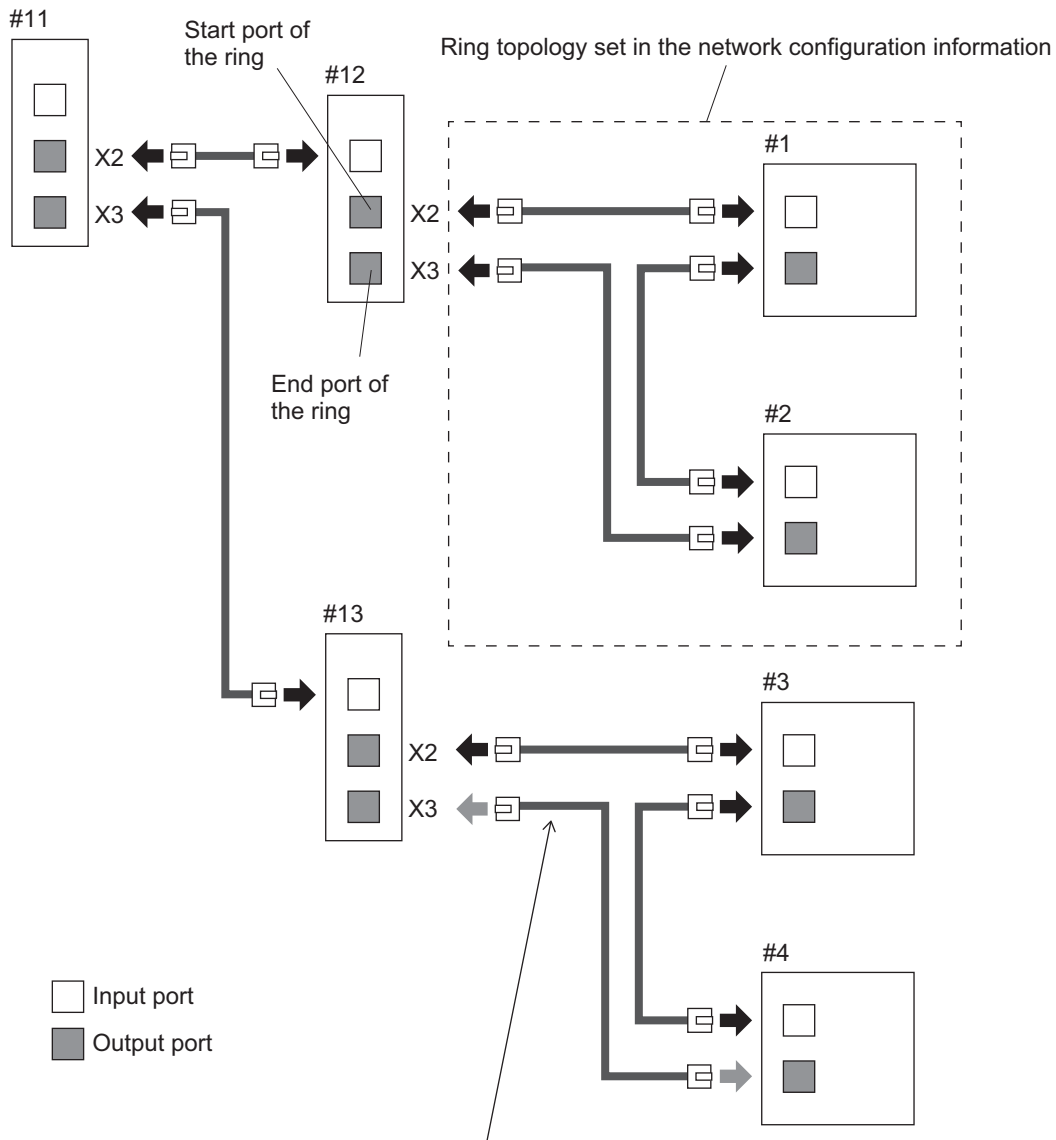 #11
Start port of
the ring
Ring topology set in the network configuration information
#12
#1
X2
X3
X2
X3
End port of
the ring
#2
#13
#3
X2
X3
#4
Input port
Output port